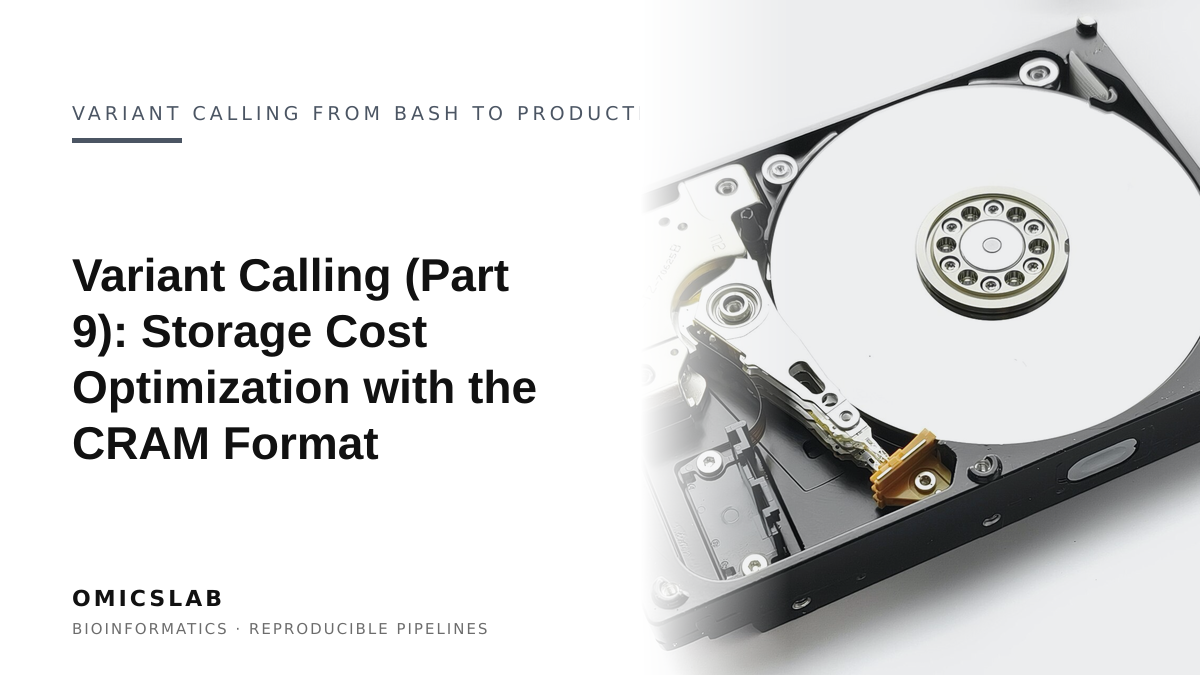 VARIANT CALLING FROM BASH TO PRODUCT
Variant Calling (Part
9): Storage Cost
Optimization with the
CRAM Format
OMICSLAB
BIOINFORMATICS · REPRODUCIBLE PIPELINES